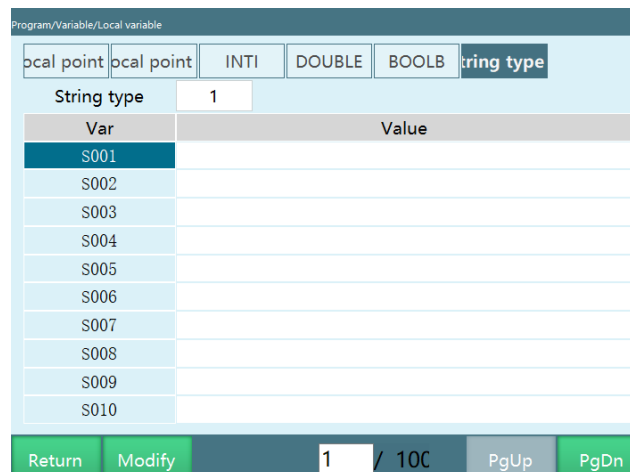 Program/Variable/Local variable
ocal point ocal point INTI DOUBLE BOOLB tring type
String type 1
Var Value
S001
S002
S003
S004
S005
S006
S007
S008
S009
S010
Return Modify 1 / 100 PgUp PgDn